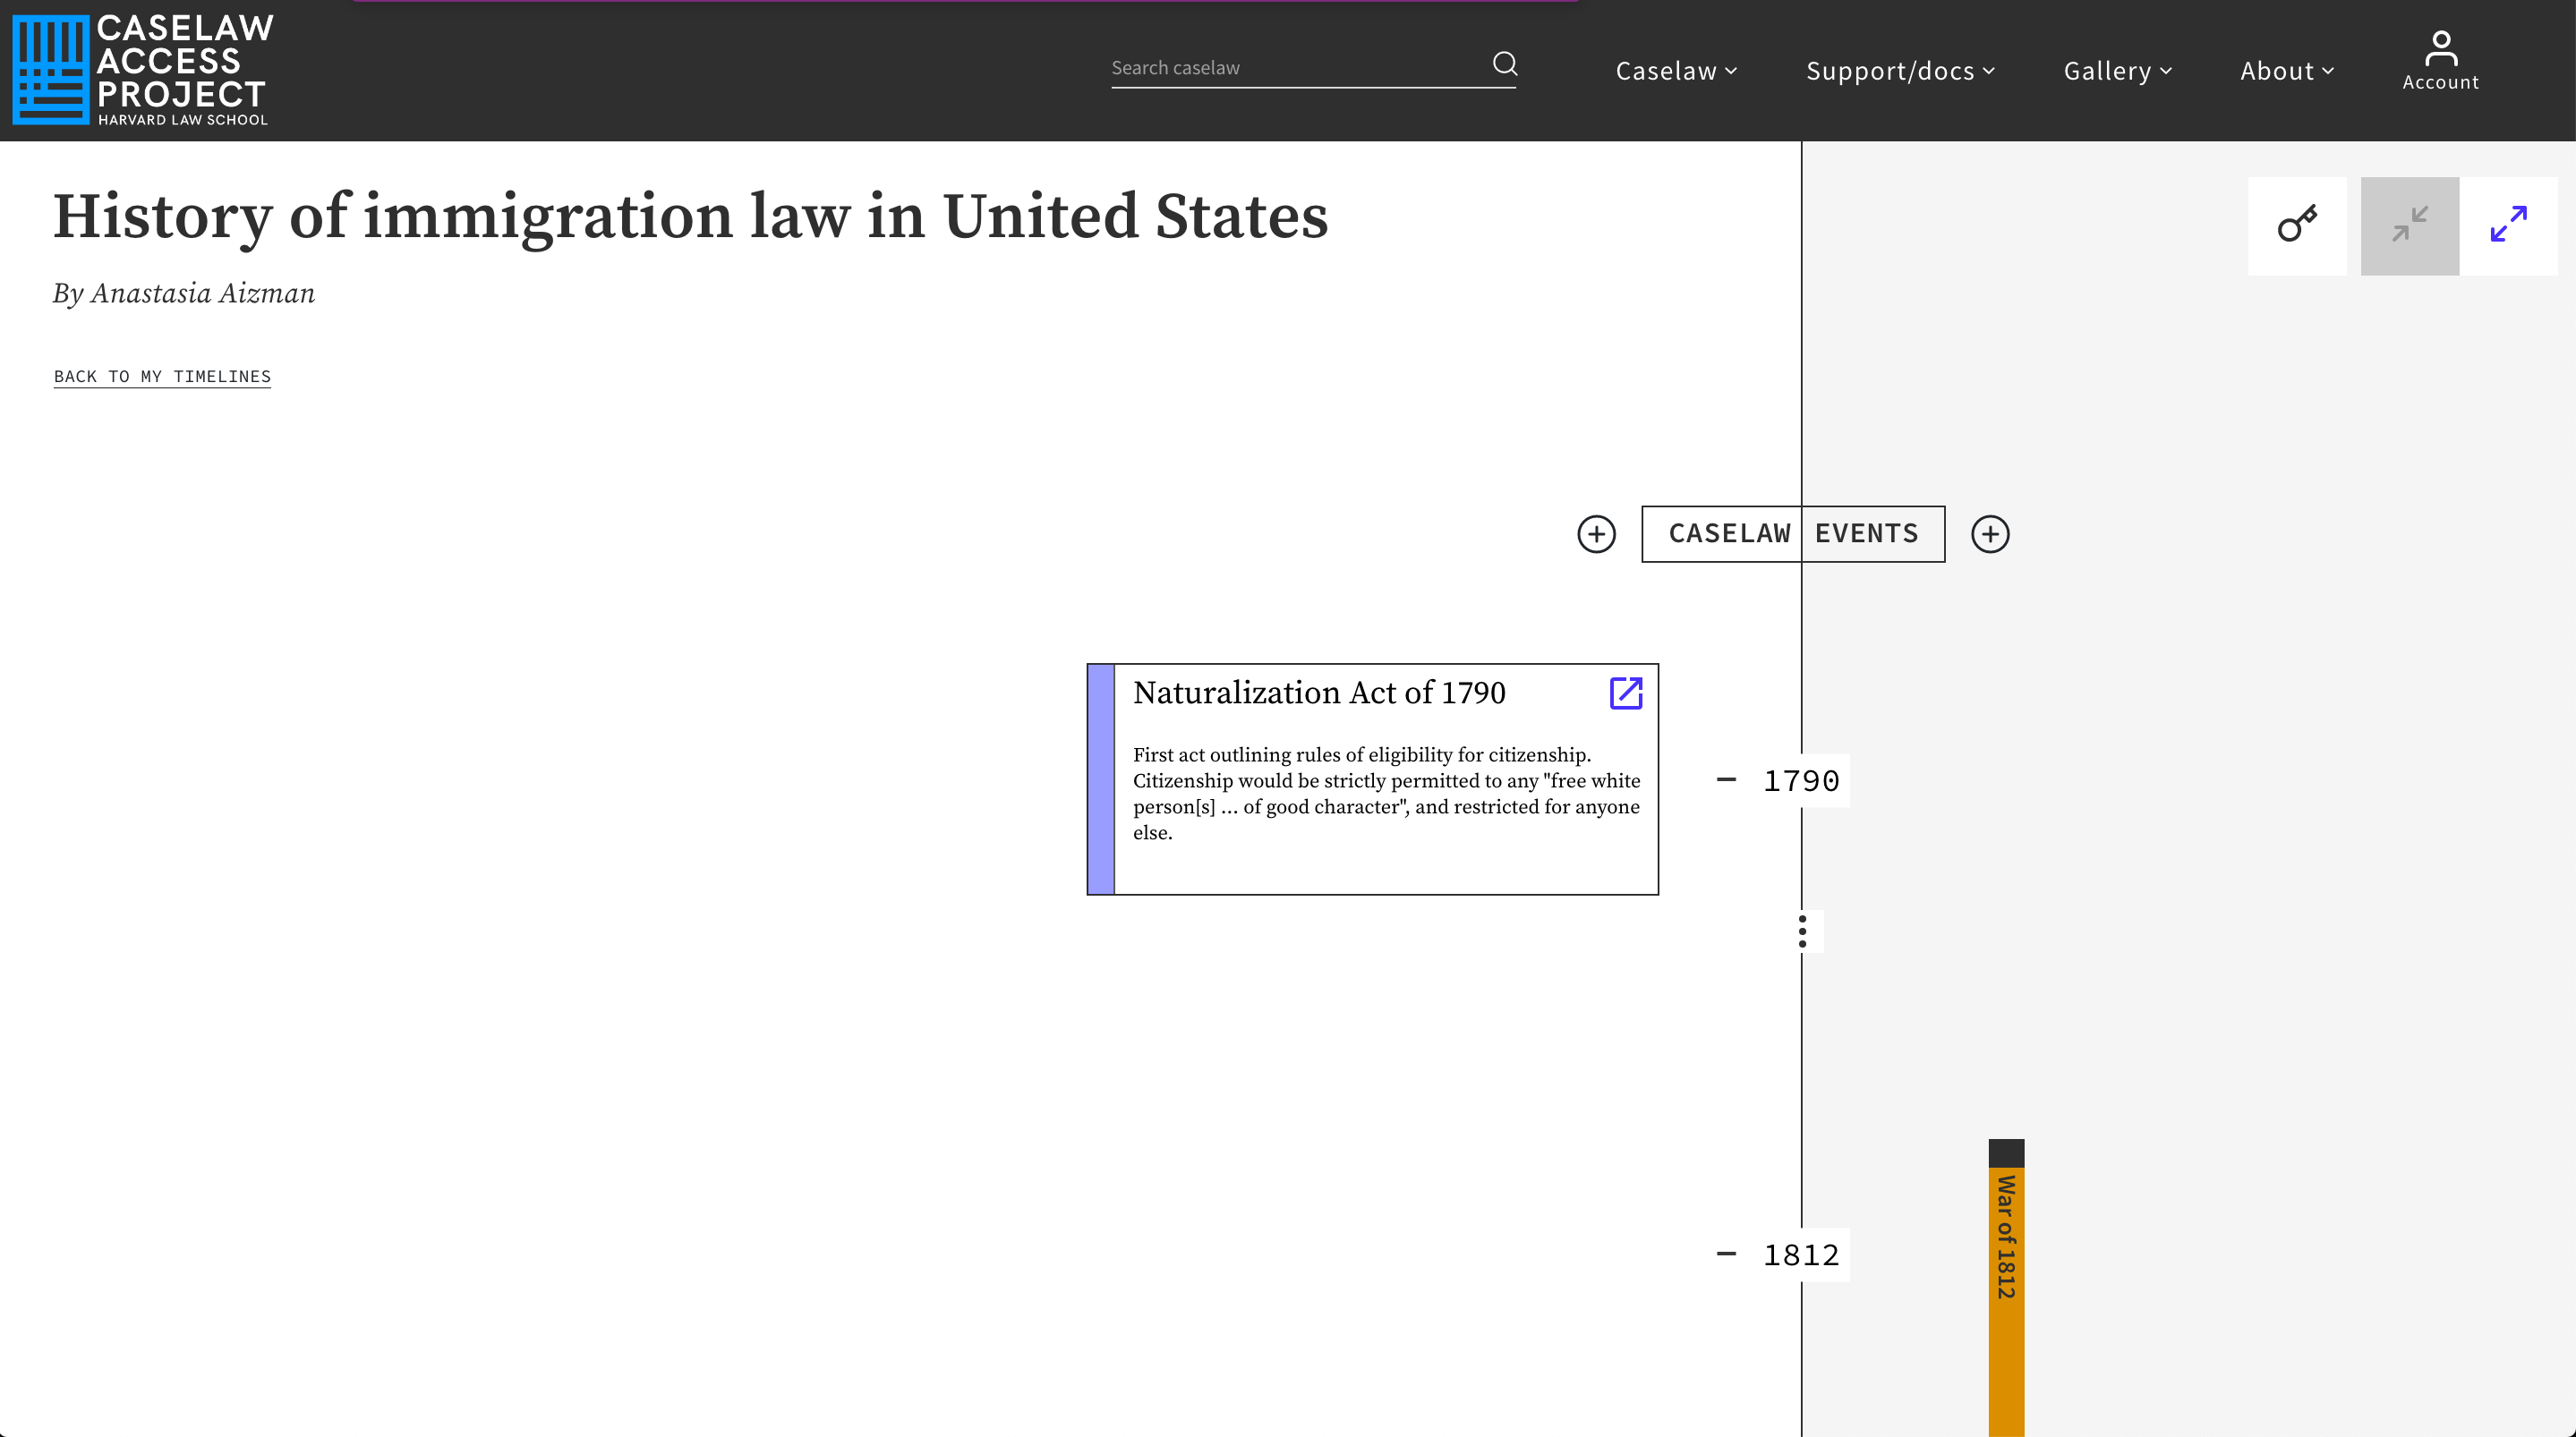 CASELAW
ACCESS
PROJECT
HARVARD LAW SCHOOL
Search caselaw
Caselaw
Support/docs
Gallery
About
Account
History of immigration law in United States
By Anastasia Aizman
BACK TO MY TIMELINES
CASELAW EVENTS
Naturalization Act of 1790
First act outlining rules of eligibility for citizenship.
Citizenship would be strictly permitted to any "free white
person[s] ... of good character", and restricted for anyone
else.
– 1790
– 1812
War of 1812